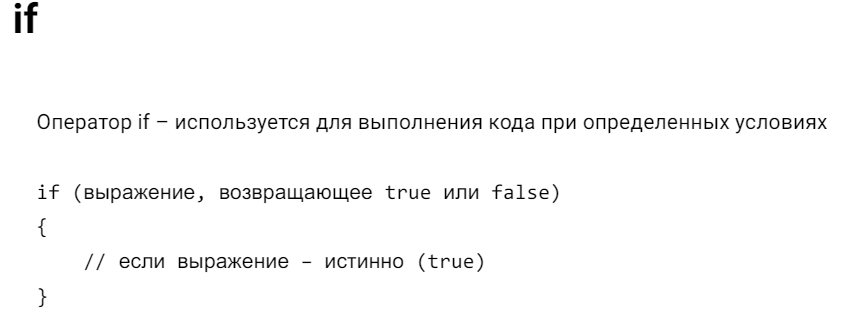 if
Оператор if – используется для выполнения кода при определенных условиях
if (выражение, возвращающее true или false)
{
    // если выражение – истинно (true)
}